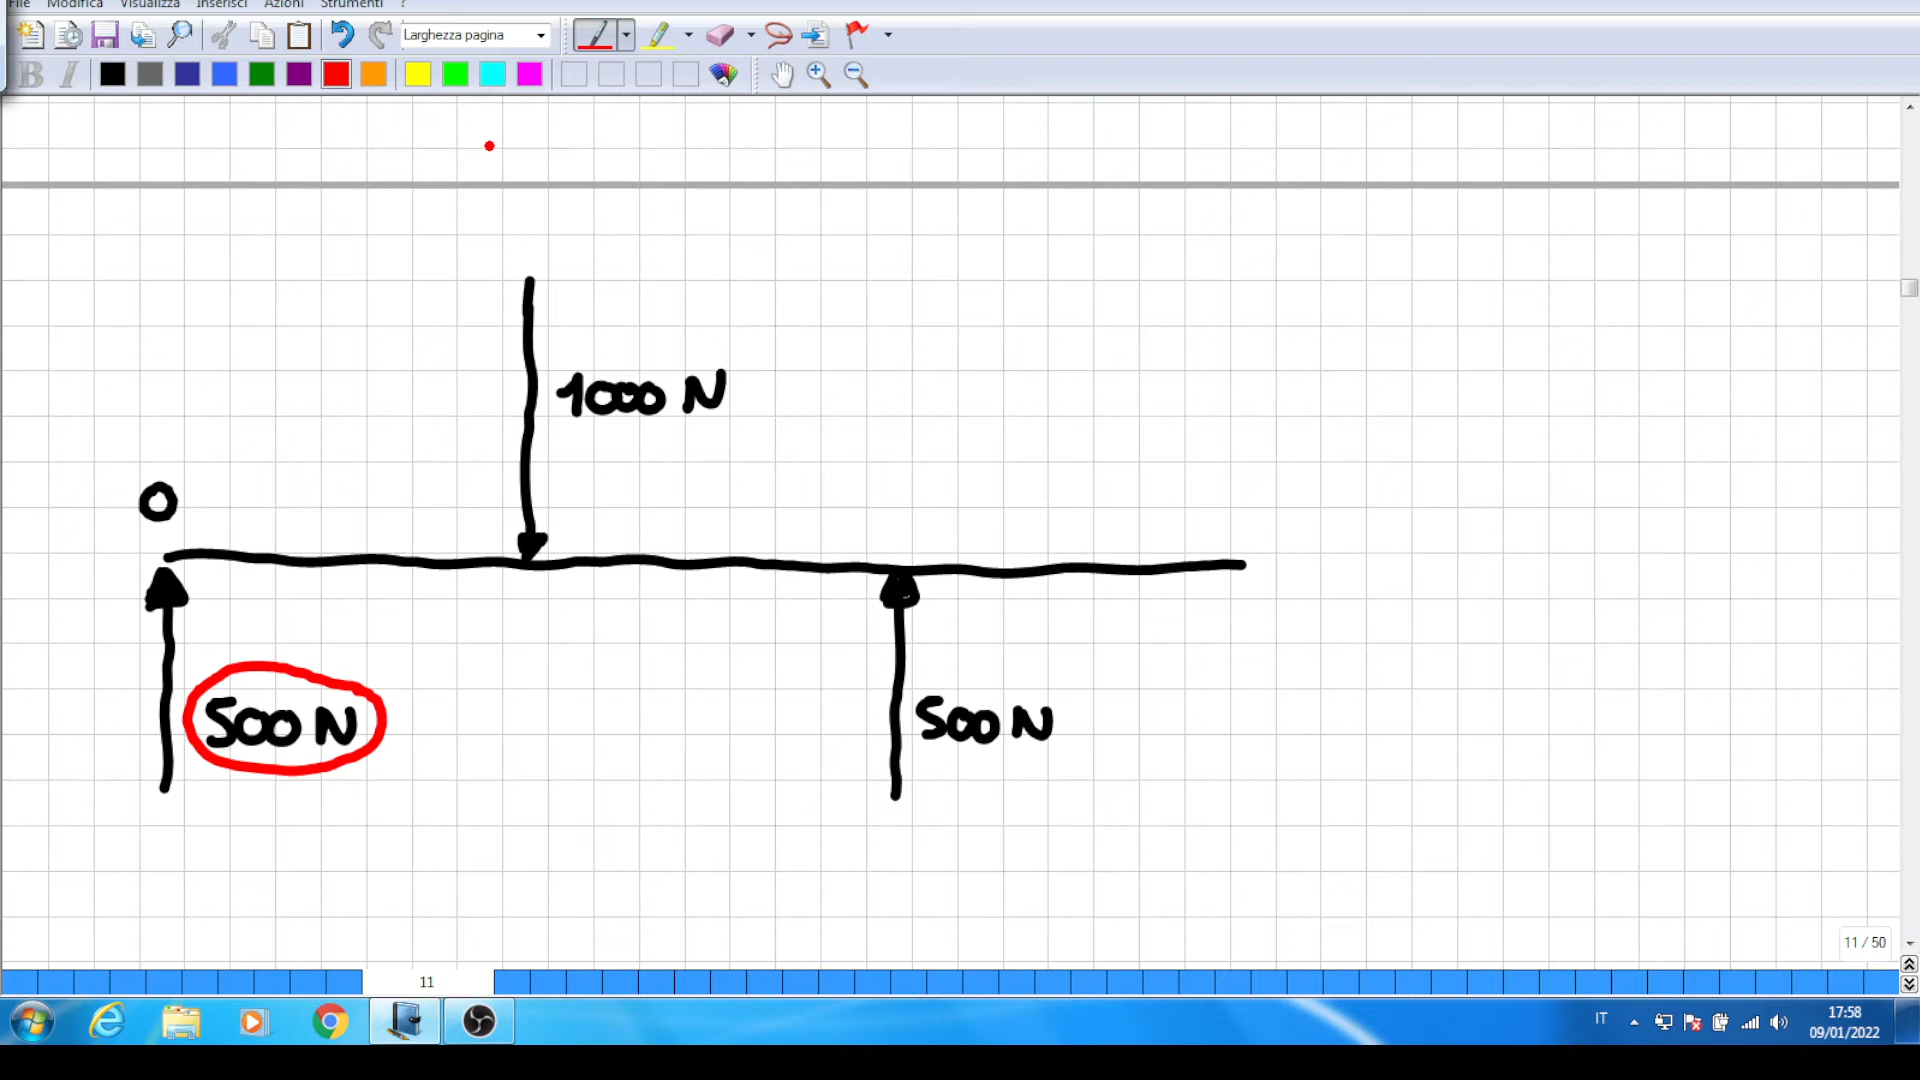 File Modifica Visualizza Inserisci Azioni Strumenti ?
Larghezza pagina
B I
1000 N
O
500 N
500 N
11 / 50
11
IT
17:58
09/01/2022